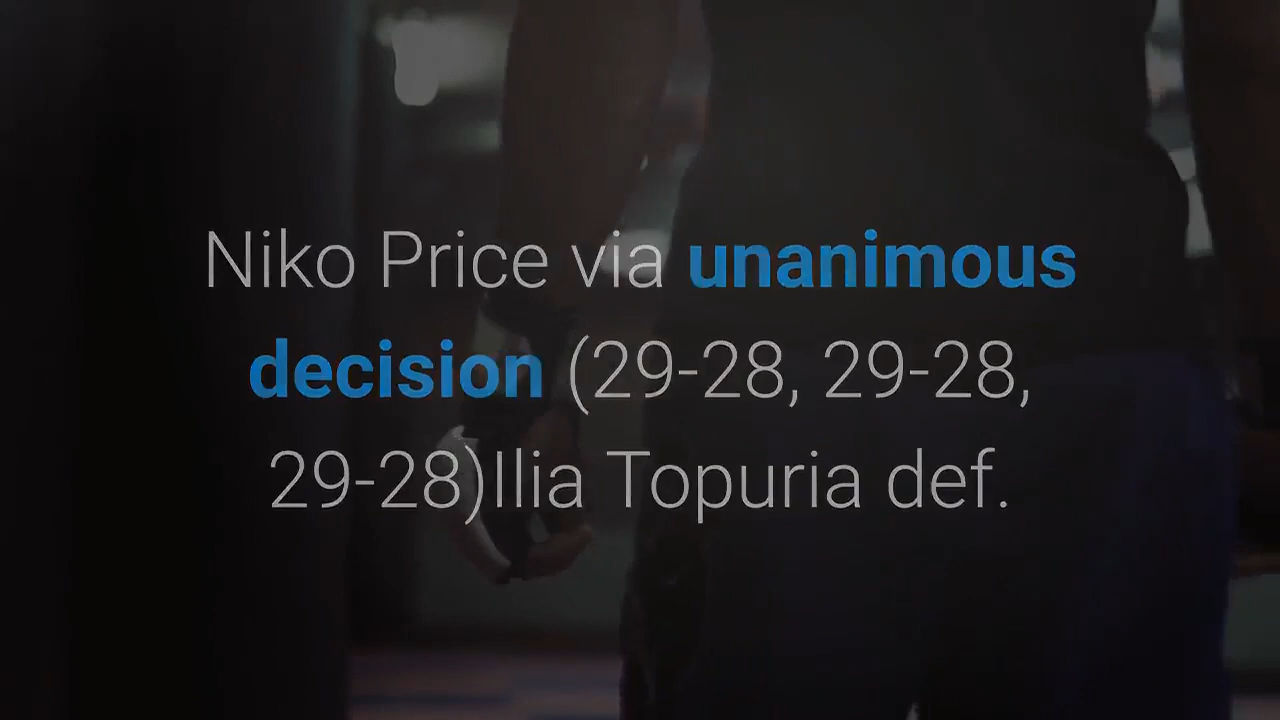 Niko Price via unanimous
decision (29-28, 29-28,
29-28)Ilia Topuria def.